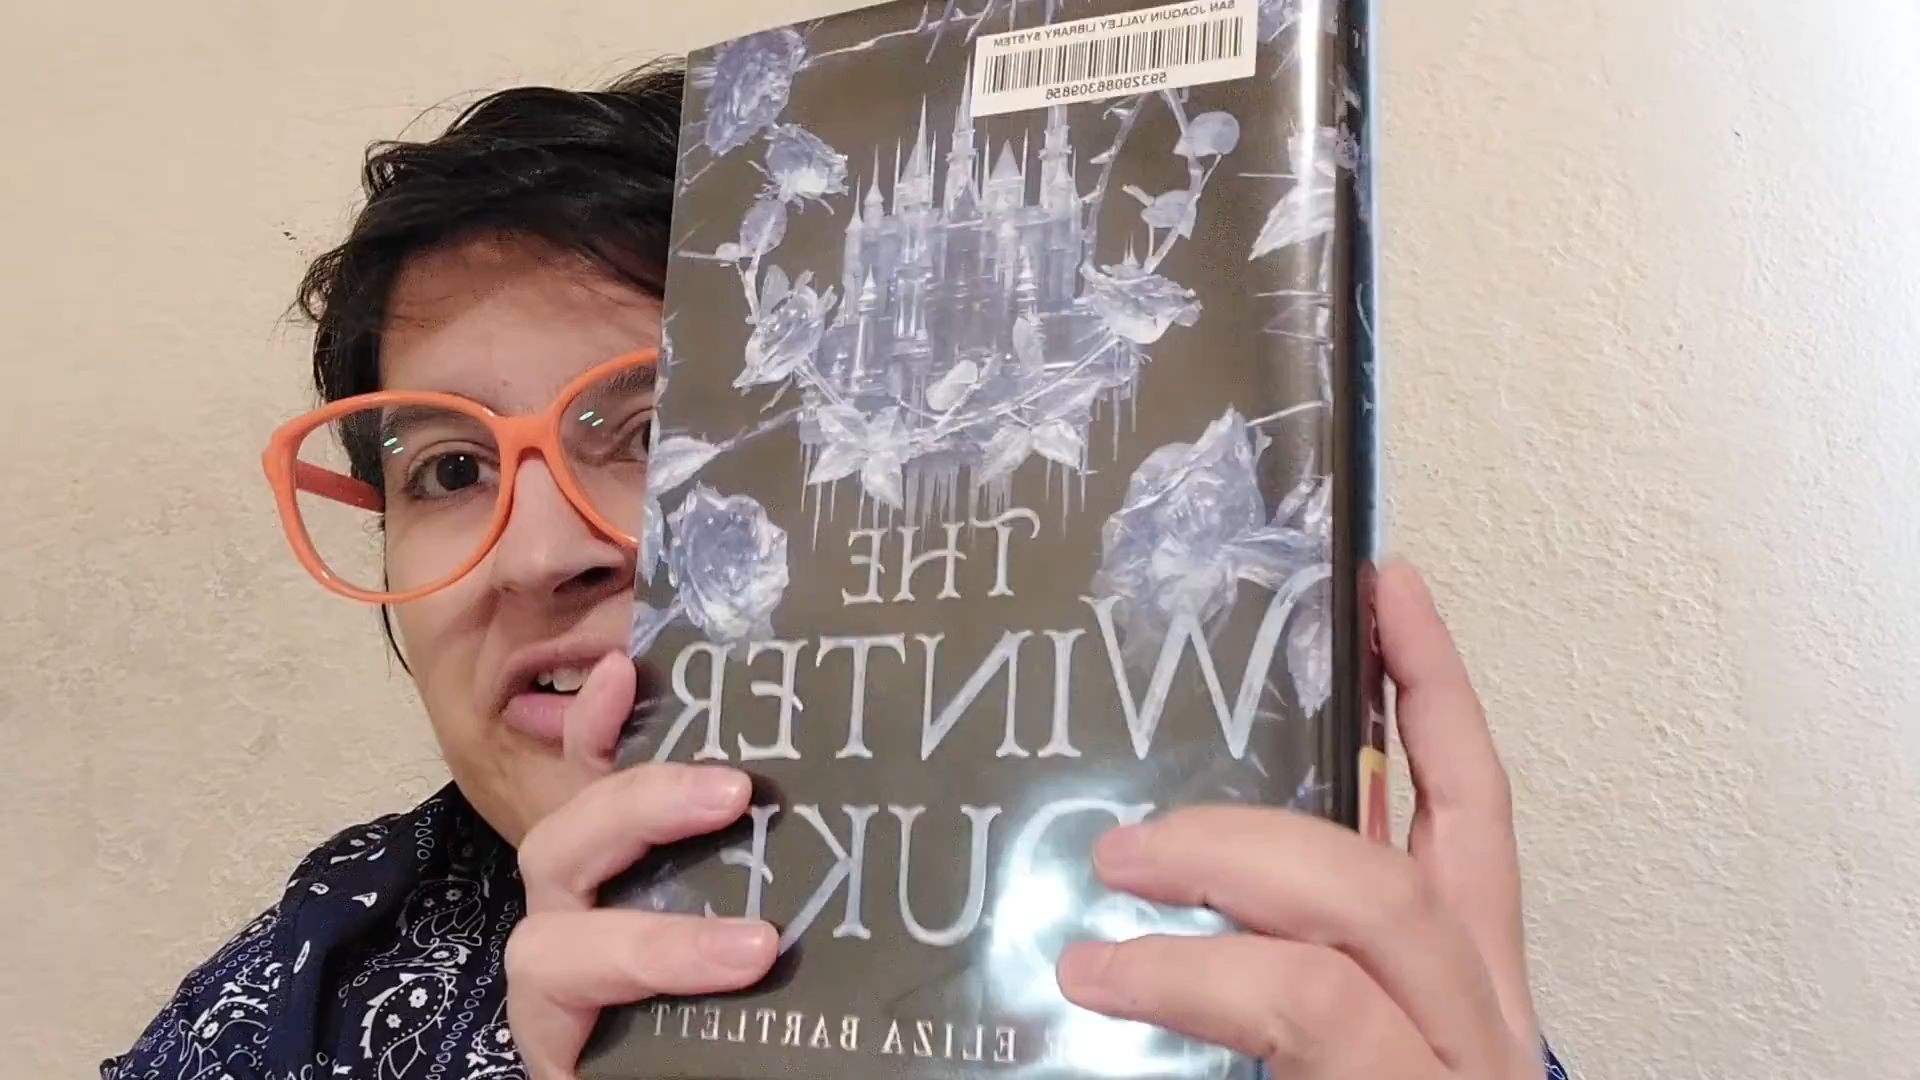 SAN JOAQUIN VALLEY LIBRARY SYSTEM
THE
WINTER
DUKE
ELIZA BARTLETT